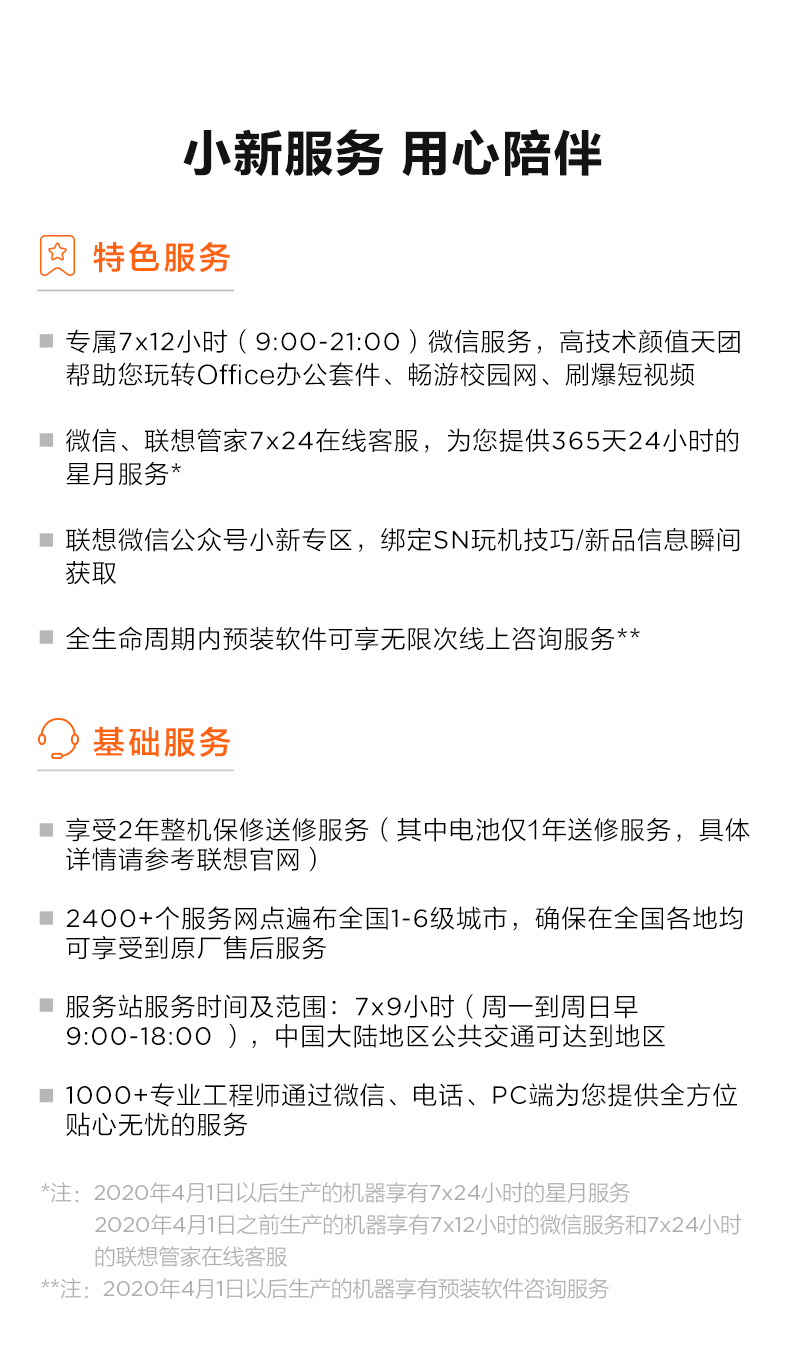 小新服务 用心陪伴
特色服务
专属7x12小时（9:00-21:00）微信服务，高技术颜值天团
帮助您玩转Office办公套件、畅游校园网、刷爆短视频
微信、联想管家7x24在线客服，为您提供365天24小时的
星月服务*
联想微信公众号小新专区，绑定SN玩机技巧/新品信息瞬间
获取
全生命周期内预装软件可享无限次线上咨询服务**
基础服务
享受2年整机保修送修服务（其中电池仅1年送修服务，具体
详情请参考联想官网）
2400+个服务网点遍布全国1-6级城市，确保在全国各地均
可享受到原厂售后服务
服务站服务时间及范围：7x9小时（周一到周日早
9:00-18:00 ），中国大陆地区公共交通可达到地区
1000+专业工程师通过微信、电话、PC端为您提供全方位
贴心无忧的服务
*注：2020年4月1日以后生产的机器享有7x24小时的星月服务
2020年4月1日之前生产的机器享有7x12小时的微信服务和7x24小时
的联想管家在线客服
**注：2020年4月1日以后生产的机器享有预装软件咨询服务